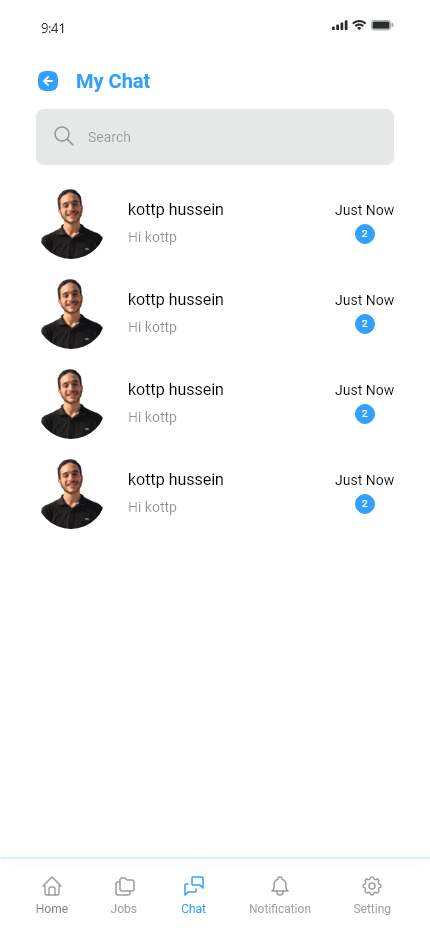 9:41
My Chat
Search
kottp hussein
Just Now
Hi kottp
2
kottp hussein
Just Now
Hi kottp
2
kottp hussein
Just Now
Hi kottp
2
kottp hussein
Just Now
Hi kottp
2
Home
Jobs
Chat
Notification
Setting